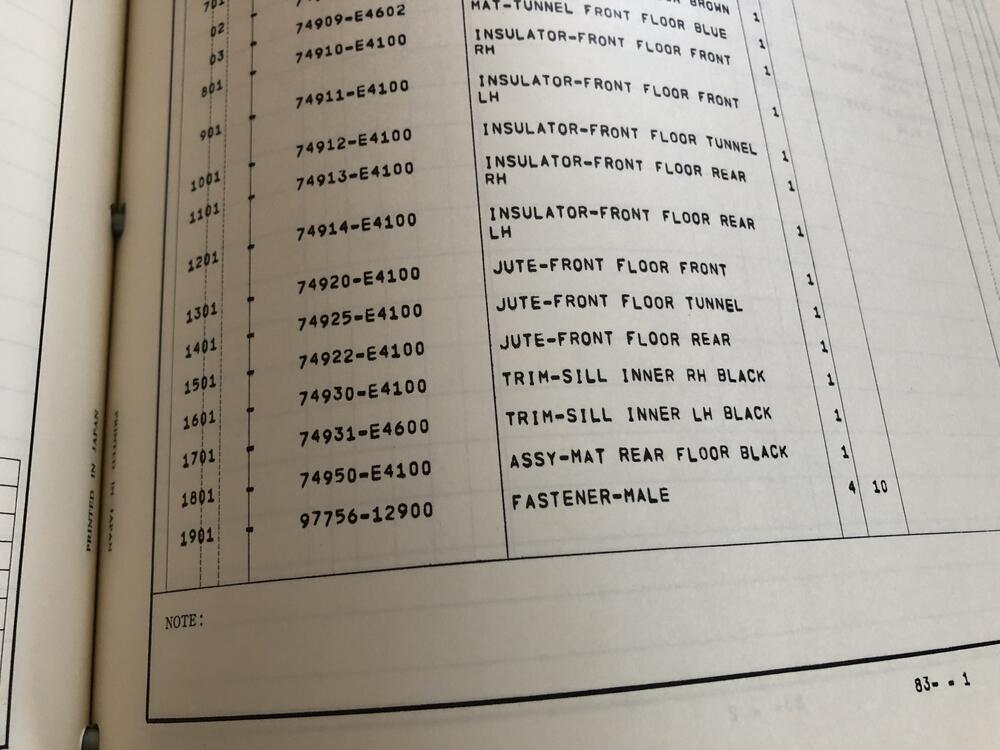 701
02 BROWN 1
03 74909-E4602 MAT-TUNNEL FRONT FLOOR BLUE 1
801 - 74910-E4100 INSULATOR-FRONT FLOOR FRONT 1
RH
901 - 74911-E4100 INSULATOR-FRONT FLOOR FRONT 1
LH
1001 - 74912-E4100 INSULATOR-FRONT FLOOR TUNNEL 1
1101 - 74913-E4100 INSULATOR-FRONT FLOOR REAR 1
RH
1201 - 74914-E4100 INSULATOR-FRONT FLOOR REAR 1
LH
1301 - 74920-E4100 JUTE-FRONT FLOOR FRONT 1
1401 - 74925-E4100 JUTE-FRONT FLOOR TUNNEL 1
1501 - 74922-E4100 JUTE-FRONT FLOOR REAR 1
1601 - 74930-E4100 TRIM-SILL INNER RH BLACK 1
1701 - 74931-E4600 TRIM-SILL INNER LH BLACK 1
1801 - 74950-E4100 ASSY-MAT REAR FLOOR BLACK 1
1901 - 97756-12900 FASTENER-MALE 4 10
NOTE:
83- - 1
PRINTED IN JAPAN
PRINTED IN JAPAN